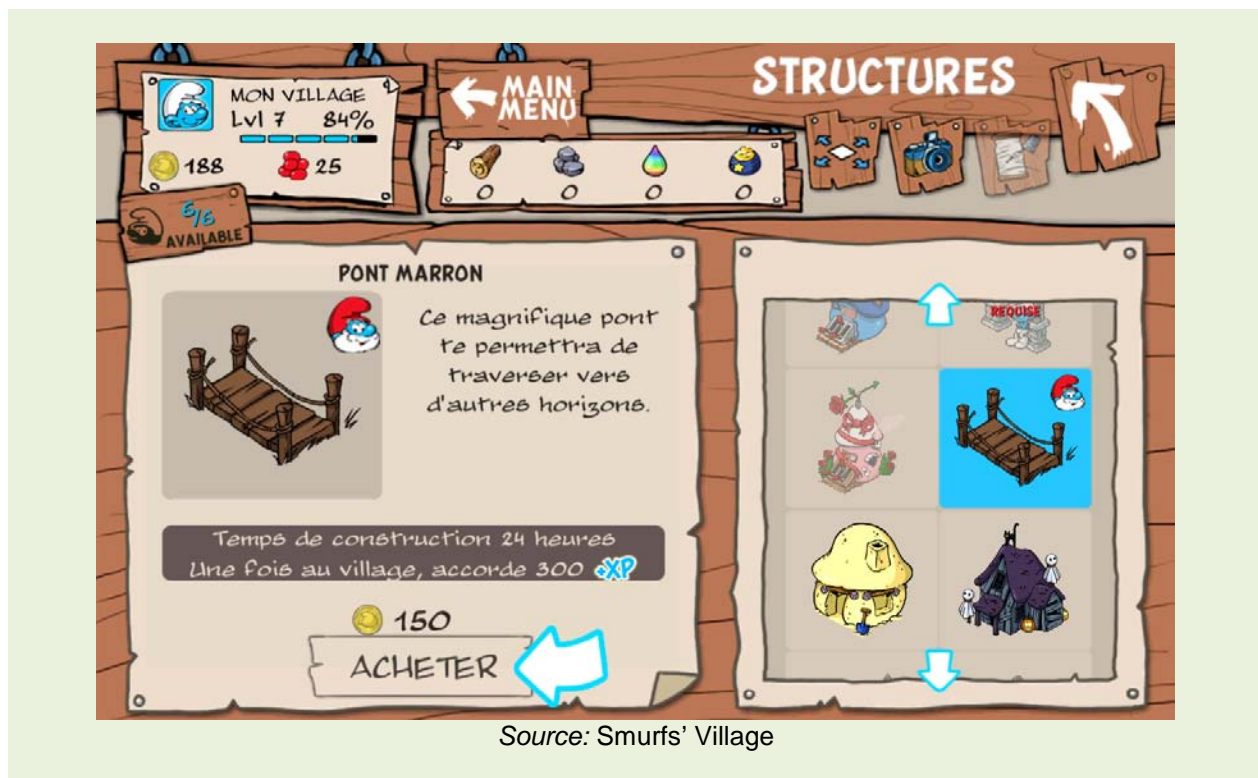 MON VILLAGE
Lvl 7 84%
188 25
MAIN
MENU
0 0 0 0
STRUCTURES
6/6
AVAILABLE
PONT MARRON
Ce magnifique pont
te permettra de
traverser vers
d'autres horizons.
Temps de construction 24 heures
Une fois au village, accorde 300 +XP
150
ACHETER
REQUISE
Source: Smurfs' Village